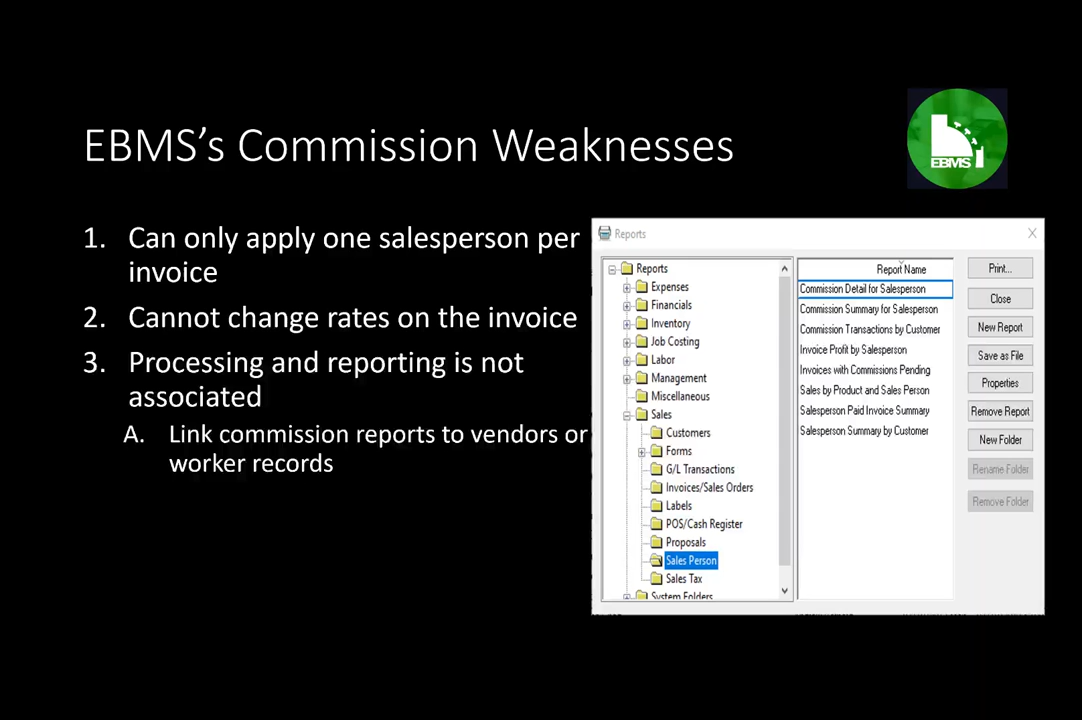 EBMS's Commission Weaknesses
EBMS
1. Can only apply one salesperson per
invoice
2. Cannot change rates on the invoice
3. Processing and reporting is not
associated
A. Link commission reports to vendors or
worker records
Reports
Reports
Expenses
Financials
Inventory
Job Costing
Labor
Management
Miscellaneous
Sales
Customers
Forms
G/L Transactions
Invoices/Sales Orders
Labels
POS/Cash Register
Proposals
Sales Person
Sales Tax
System Folders
Report Name
Commission Detail for Salesperson
Commission Summary for Salesperson
Commission Transactions by Customer
Invoice Profit by Salesperson
Invoices with Commissions Pending
Sales by Product and Sales Person
Salesperson Paid Invoice Summary
Salesperson Summary by Customer
Print...
Close
New Report
Save as File
Properties
Remove Report
New Folder
Rename Folder
Remove Folder